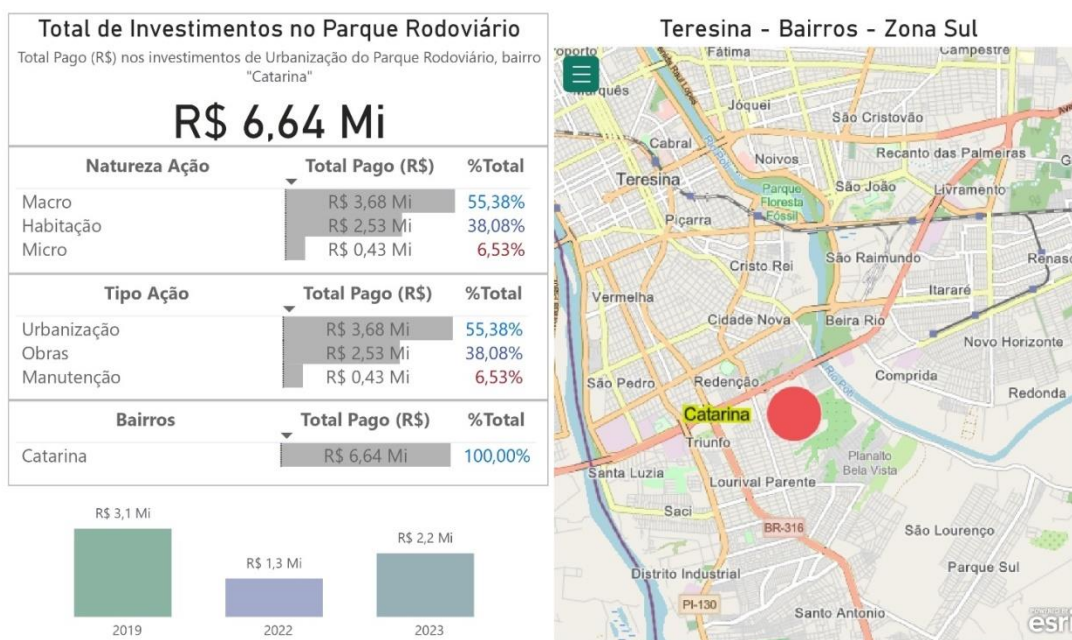 Total de Investimentos no Parque Rodoviário
Total Pago (R$) nos investimentos de Urbanização do Parque Rodoviário, bairro
"Catarina"
R$ 6,64 Mi
Natureza Ação Total Pago (R$) %Total
Macro R$ 3,68 Mi 55,38%
Habitação R$ 2,53 Mi 38,08%
Micro R$ 0,43 Mi 6,53%
Tipo Ação Total Pago (R$) %Total
Urbanização R$ 3,68 Mi 55,38%
Obras R$ 2,53 Mi 38,08%
Manutenção R$ 0,43 Mi 6,53%
Bairros Total Pago (R$) %Total
Catarina R$ 6,64 Mi 100,00%
R$ 3,1 Mi
R$ 1,3 Mi
R$ 2,2 Mi
2019 2022 2023
Teresina - Bairros - Zona Sul
Fátima
Campestre
Jóquei
São Cristovão
Cabral
Noivos
Recanto das Palmeiras
Teresina
Parque
Floresta
Fóssil
São João
Livramento
Piçarra
Cristo Rei
São Raimundo
Vermelha
Itararé
Cidade Nova
Beira Rio
Novo Horizonte
São Pedro
Redenção
Rio Poti
Comprida
Redonda
Catarina
Triunfo
Planalto
Bela Vista
Santa Luzia
Lourival Parente
Saci
BR-316
São Lourenço
Parque Sul
Distrito Industrial
PI-130
Santo Antonio
esri